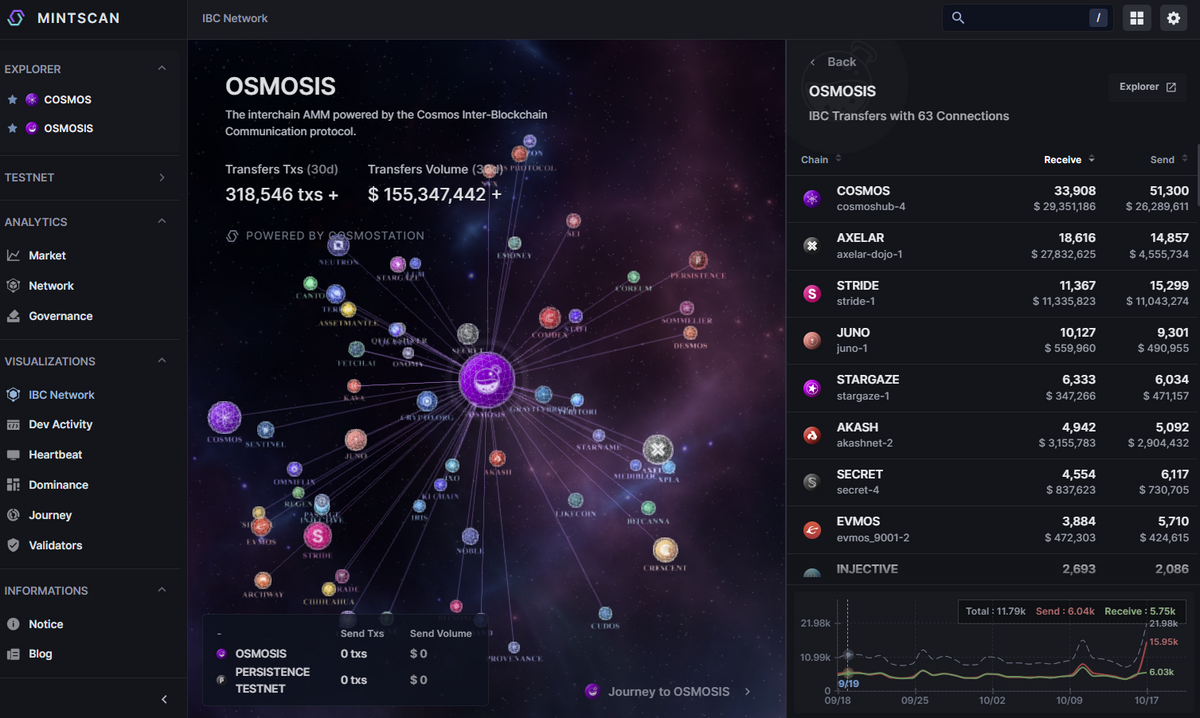 MINTSCAN
IBC Network
/
EXPLORER
COSMOS
OSMOSIS
TESTNET
ANALYTICS
Market
Network
Governance
VISUALIZATIONS
IBC Network
Dev Activity
Heartbeat
Dominance
Journey
Validators
INFORMATIONS
Notice
Blog
OSMOSIS
The interchain AMM powered by the Cosmos Inter-Blockchain
Communication protocol.
Transfers Txs (30d)
Transfers Volume (30d)
318,546 txs +
$ 155,347,442 +
POWERED BY COSMOSTATION
NEUTRON
STARGAZE
EMONEY
SEI
PERSISTENCE
COREUM
CANTO
ASSETMANTLE
SOMMELIER
COMDEX
DESMOS
QUICKSILVER
SECRET
FETCH.AI
ONOMY
KAVA
OSMOSIS
CRYPTO.ORG
COSMOS
SENTINEL
JUNO
STARNAME
AKASH
IXO
OMNIFLIX
KI CHAIN
XPLA
IRIS
LIKECOIN
BITCANNA
INJECTIVE
EVMOS
STRIDE
NOBLE
CRESCENT
ARCHWAY
CHIHUAHUA
CUDOS
PROVENANCE
-
Send Txs
Send Volume
OSMOSIS
0 txs
$ 0
PERSISTENCE
TESTNET
0 txs
$ 0
Journey to OSMOSIS
Back
OSMOSIS
Explorer
IBC Transfers with 63 Connections
Chain
Receive
Send
COSMOS
33,908
51,300
cosmoshub-4
$ 29,351,186
$ 26,289,611
AXELAR
18,616
14,857
axelar-dojo-1
$ 27,832,625
$ 4,555,734
STRIDE
11,367
15,299
stride-1
$ 11,335,823
$ 11,043,274
JUNO
10,127
9,301
juno-1
$ 559,960
$ 490,955
STARGAZE
6,333
6,034
stargaze-1
$ 347,266
$ 471,157
AKASH
4,942
5,092
akashnet-2
$ 3,155,783
$ 2,904,432
SECRET
4,554
6,117
secret-4
$ 837,623
$ 730,705
EVMOS
3,884
5,710
evmos_9001-2
$ 472,303
$ 424,615
INJECTIVE
2,693
2,086
Total : 11.79k
Send : 6.04k
Receive : 5.75k
21.98k
21.98k
15.95k
10.99k
6.03k
0
9/19
09/18
09/25
10/02
10/09
10/17